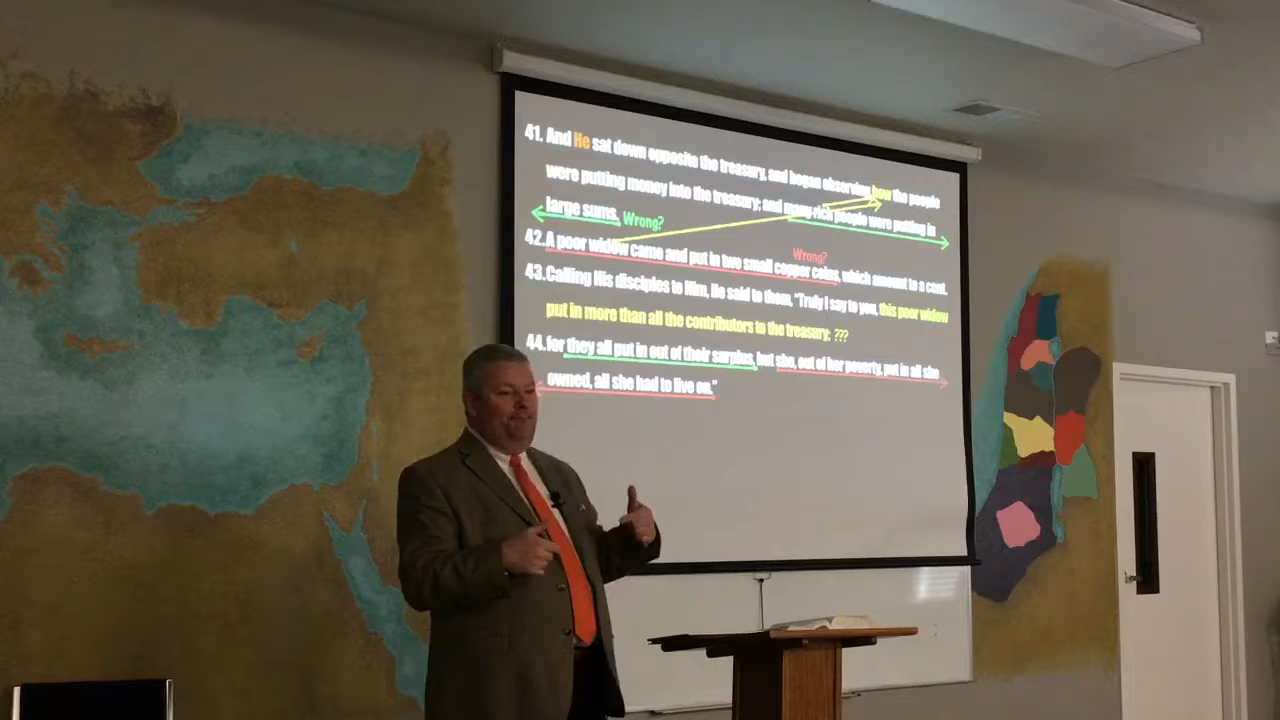 41. And He sat down opposite the treasury, and began observing how the people
were putting money into the treasury; and many rich people were putting in
large sums. Wrong?
Wrong?
42. A poor widow came and put in two small copper coins, which amount to a cent.
43. Calling His disciples to Him, He said to them, "Truly I say to you, this poor widow
put in more than all the contributors to the treasury; ???
44. for they all put in out of their surplus, but she, out of her poverty, put in all she
owned, all she had to live on."